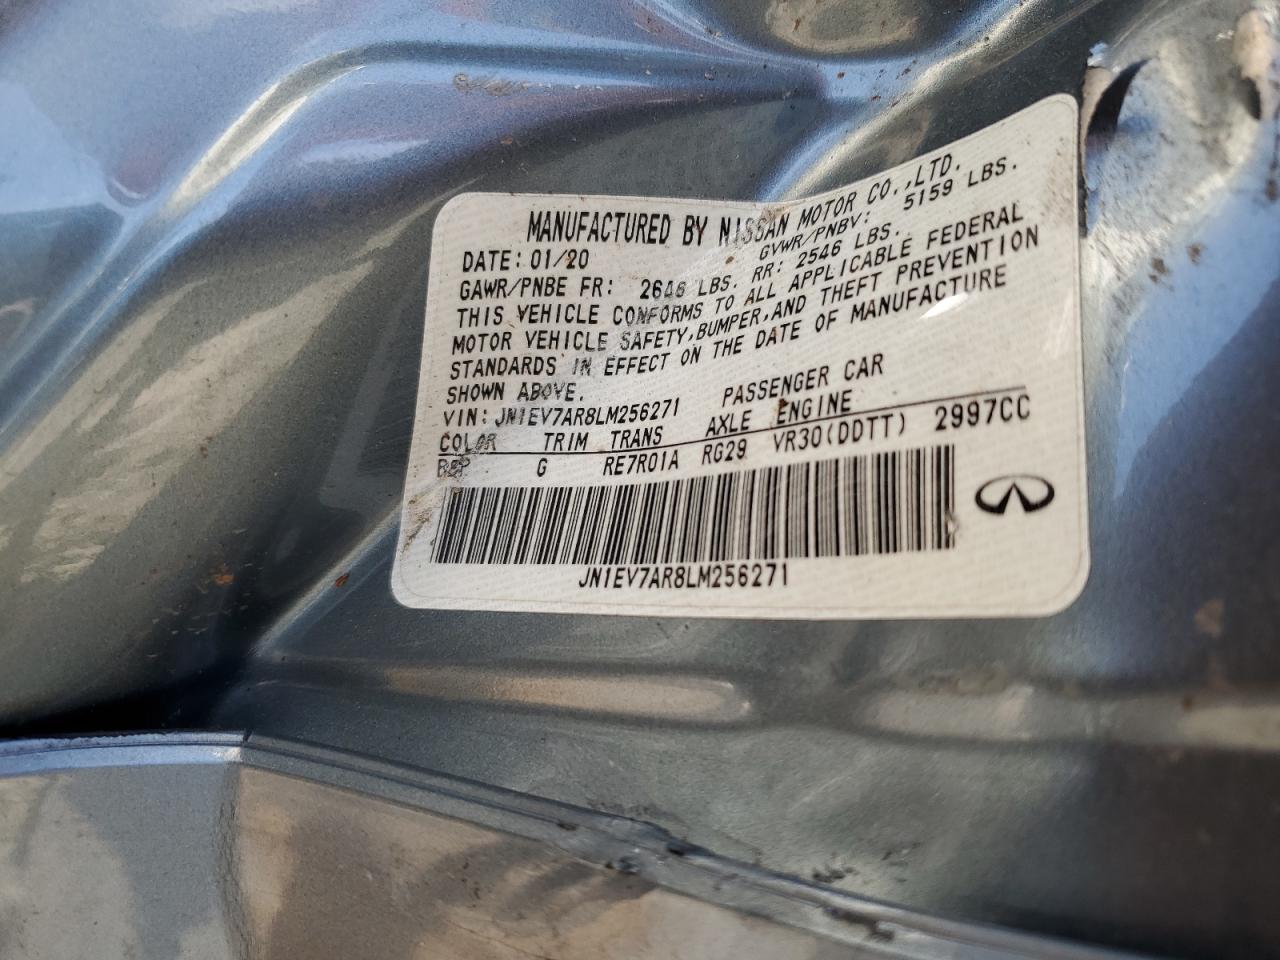 MANUFACTURED BY NISSAN MOTOR CO.,LTD.
DATE: 01/20 GVWR/PNBV: 5159 LBS.
GAWR/PNBE FR: 2646 LBS. RR: 2546 LBS.
THIS VEHICLE CONFORMS TO ALL APPLICABLE FEDERAL
MOTOR VEHICLE SAFETY,BUMPER,AND THEFT PREVENTION
STANDARDS IN EFFECT ON THE DATE OF MANUFACTURE
SHOWN ABOVE.
VIN: JN1EV7AR8LM256271 PASSENGER CAR
COLOR TRIM TRANS AXLE ENGINE
G RE7R01A RG29 VR30(DDTT) 2997CC
JN1EV7AR8LM256271